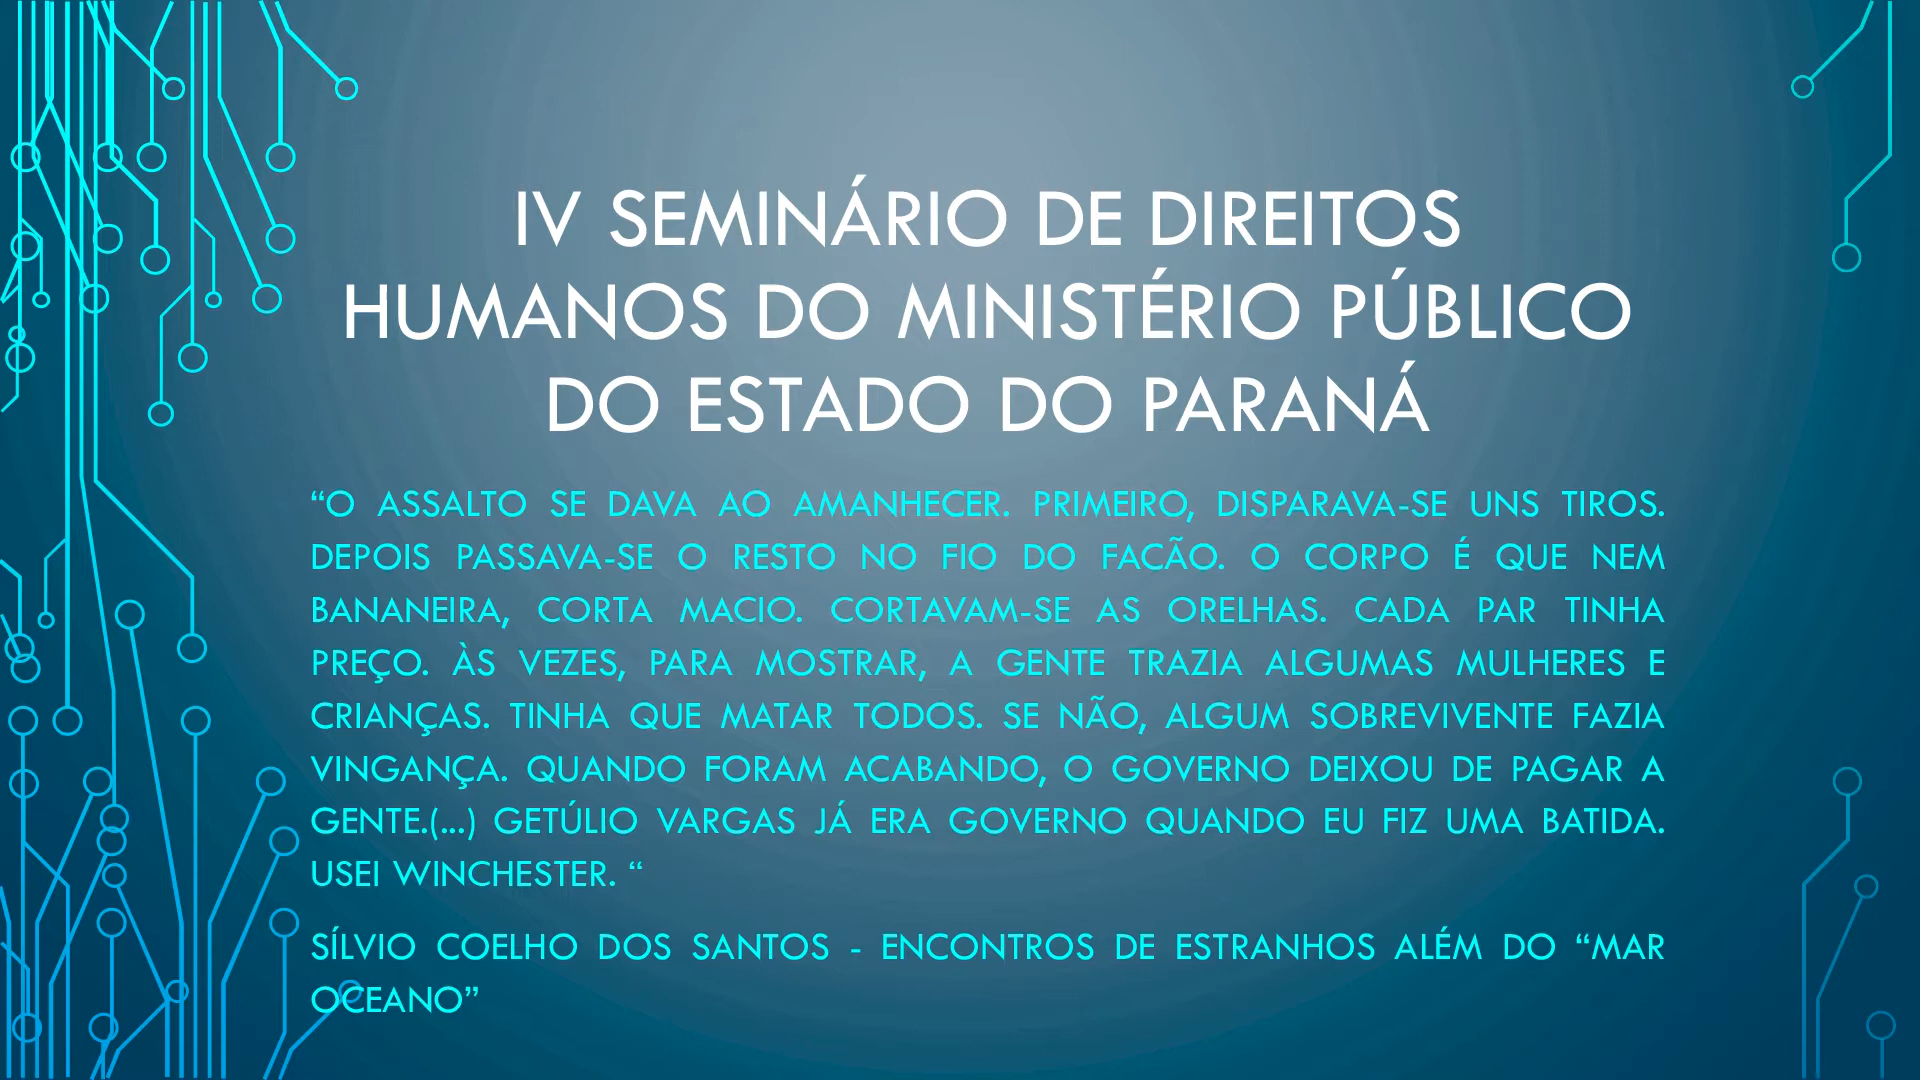 IV SEMINÁRIO DE DIREITOS
HUMANOS DO MINISTÉRIO PÚBLICO
DO ESTADO DO PARANÁ
“O ASSALTO SE DAVA AO AMANHECER. PRIMEIRO, DISPARAVA-SE UNS TIROS.
DEPOIS PASSAVA-SE O RESTO NO FIO DO FACÃO. O CORPO É QUE NEM
BANANEIRA, CORTA MACIO. CORTAVAM-SE AS ORELHAS. CADA PAR TINHA
PREÇO. ÀS VEZES, PARA MOSTRAR, A GENTE TRAZIA ALGUMAS MULHERES E
CRIANÇAS. TINHA QUE MATAR TODOS. SE NÃO, ALGUM SOBREVIVENTE FAZIA
VINGANÇA. QUANDO FORAM ACABANDO, O GOVERNO DEIXOU DE PAGAR A
GENTE.(...) GETÚLIO VARGAS JÁ ERA GOVERNO QUANDO EU FIZ UMA BATIDA.
USEI WINCHESTER. “
SÍLVIO COELHO DOS SANTOS - ENCONTROS DE ESTRANHOS ALÉM DO “MAR
OCEANO”